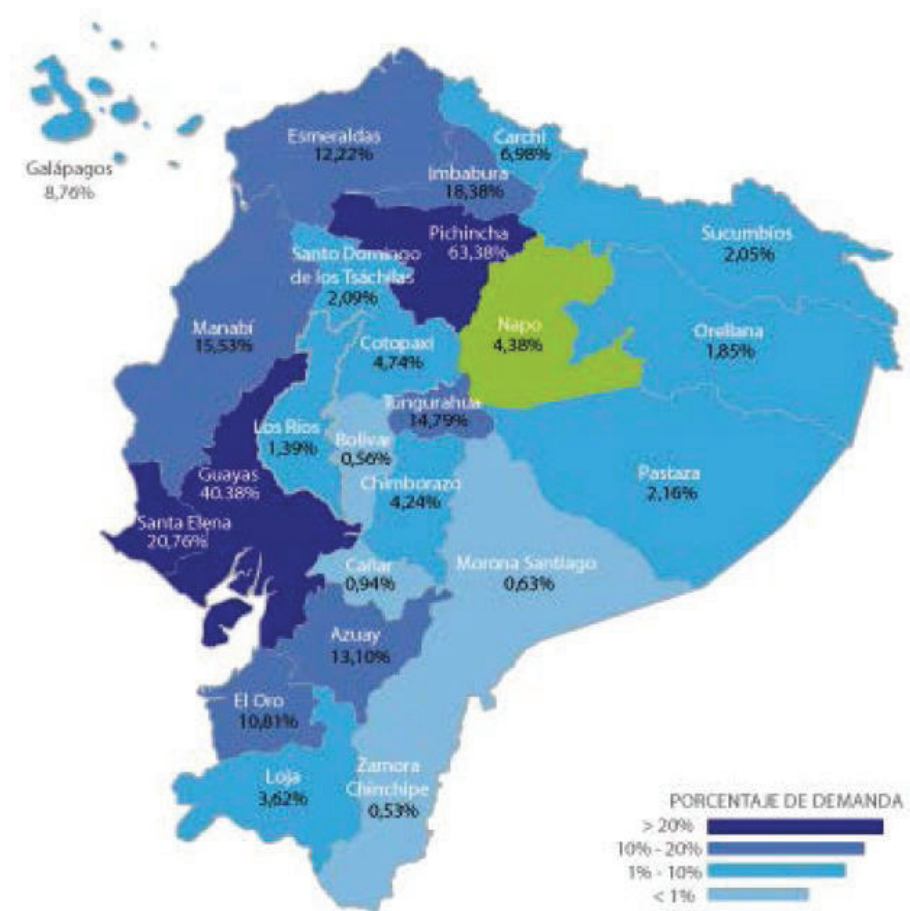 Esmeraldas
12,22%
Carchi
6,98%
Imbabura
18,38%
Galápagos
8,76%
Pichincha
63,38%
Sucumbíos
2,05%
Santo Domingo
de los Tsáchilas
2,09%
Manabí
15,53%
Cotopaxi
4,74%
Napo
4,38%
Orellana
1,85%
Tungurahua
14,79%
Los Ríos
1,39%
Bolívar
0,56%
Guayas
40.38%
Chimborazo
4,24%
Pastaza
2,16%
Santa Elena
20,76%
Cañar
0,94%
Morona Santiago
0,63%
Azuay
13,10%
El Oro
10,81%
Loja
3,62%
Zamora
Chinchipe
0,53%
PORCENTAJE DE DEMANDA
> 20%
10% - 20%
1% - 10%
< 1%